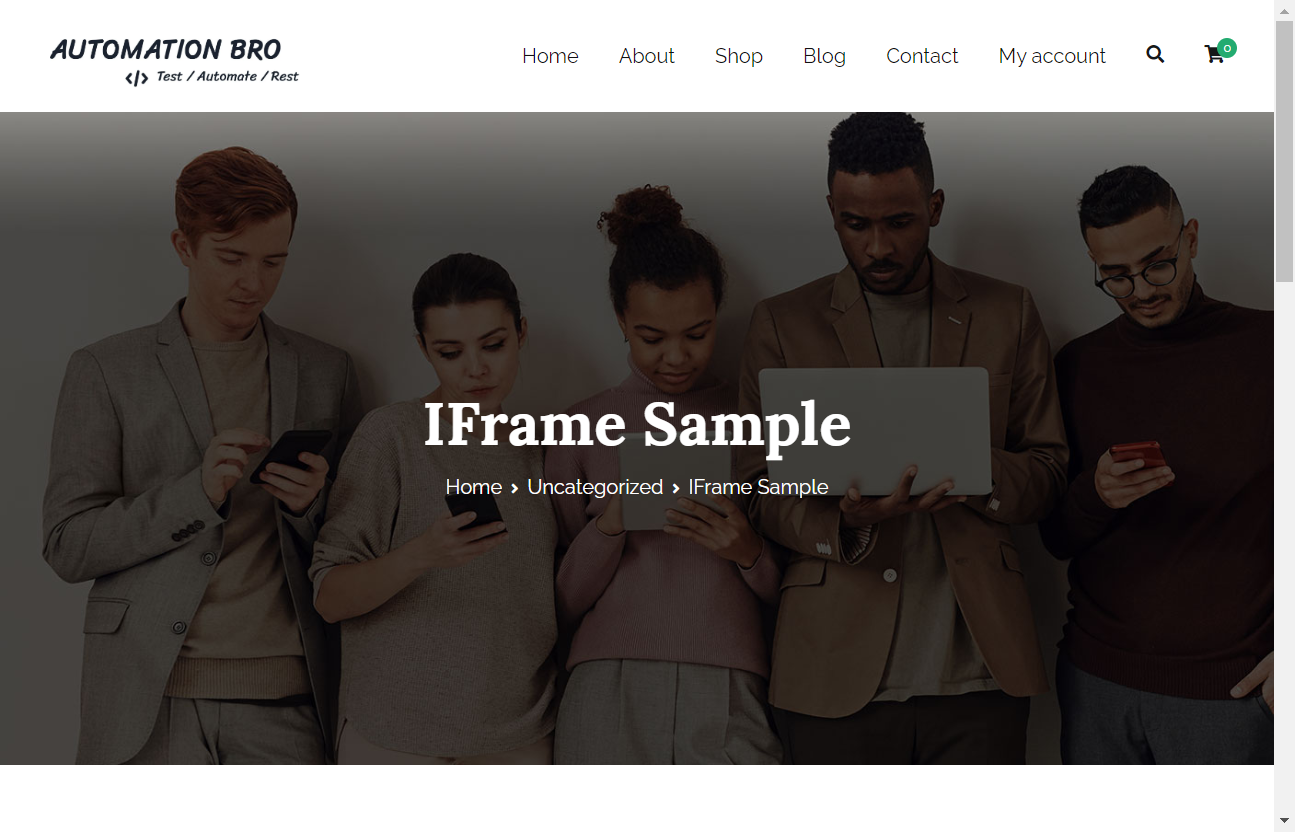 AUTOMATION BRO
</> Test / Automate / Rest
Home About Shop Blog Contact My account 0
IFrame Sample
Home > Uncategorized > IFrame Sample